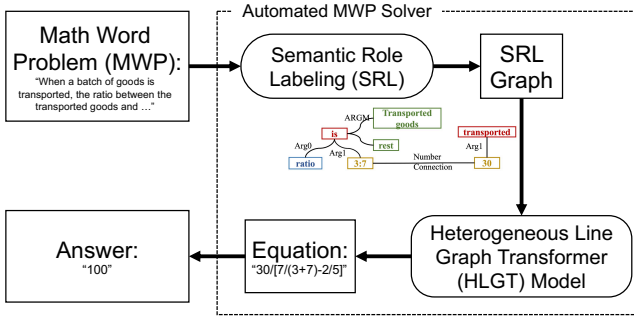 Automated MWP Solver
Math Word
Problem (MWP):
“When a batch of goods is
transported, the ratio between the
transported goods and …”
Semantic Role
Labeling (SRL)
SRL
Graph
ARGM
Transported
goods
is
rest
Arg0
Arg1
ratio
3:7
Number
Connection
transported
Arg1
30
Answer:
“100”
Equation:
“30/[7/(3+7)-2/5]”
Heterogeneous Line
Graph Transformer
(HLGT) Model